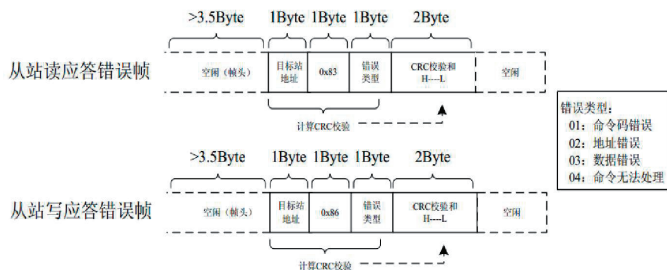 >3.5Byte 1Byte 1Byte 1Byte 2Byte
从站读应答错误帧
空闲（帧头）
目标站
地址
0x83
错误
类型
CRC校验和
H----L
空闲
计算CRC校验
>3.5Byte 1Byte 1Byte 1Byte 2Byte
从站写应答错误帧
空闲（帧头）
目标站
地址
0x86
错误
类型
CRC校验和
H----L
空闲
计算CRC校验
错误类型：
01：命令码错误
02：地址错误
03：数据错误
04：命令无法处理